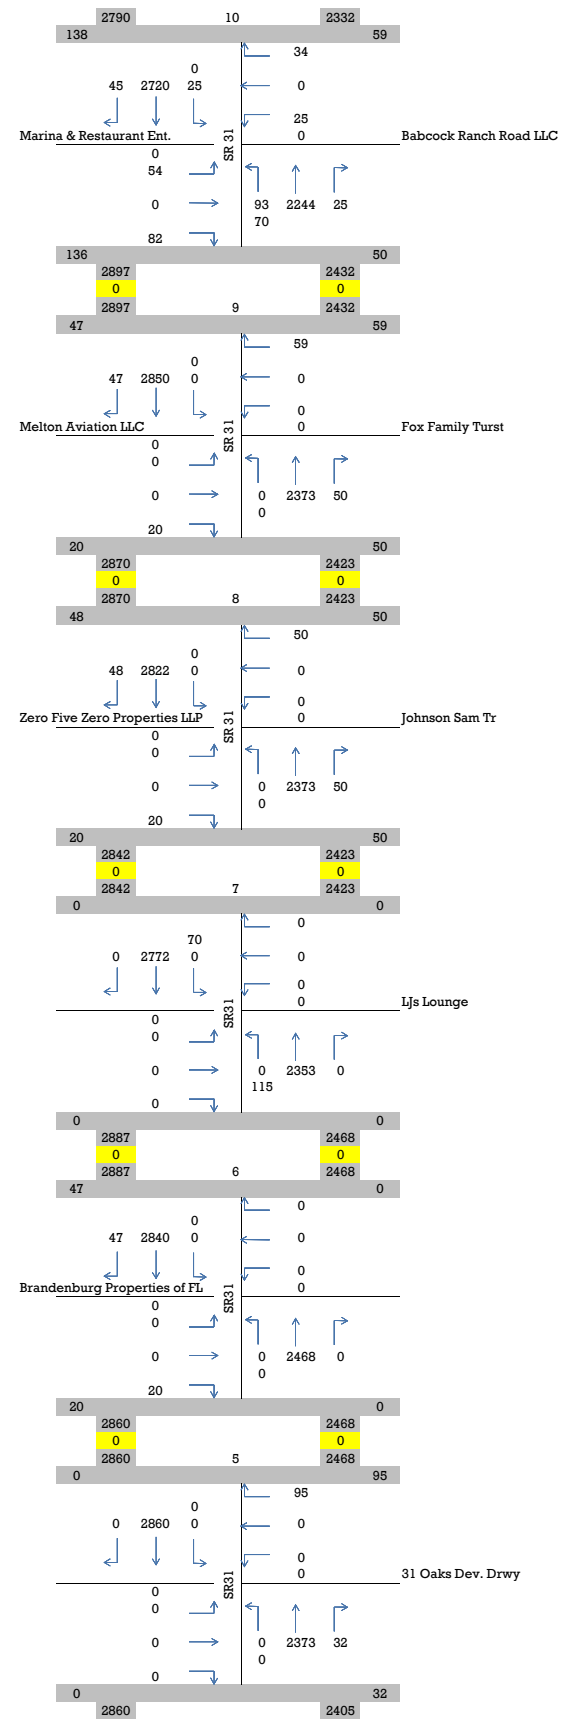 2790 10 2332
138 59
34
0
45 2720 25 0
25
Marina & Restaurant Ent. SR 31 0 Babcock Ranch Road LLC
0
54
0 93 2244 25
70
82
136 50
2897 2432
0 0
2897 9 2432
47 59
59
0
47 2850 0 0
0
Melton Aviation LLC SR 31 0 Fox Family Turst
0
0
0 0 2373 50
0
20
20 50
2870 2423
0 0
2870 8 2423
48 50
50
0
48 2822 0 0
0
Zero Five Zero Properties LLP SR 31 0 Johnson Sam Tr
0
0
0 0 2373 50
0
20
20 50
2842 2423
0 0
2842 7 2423
0 0
0
70
0 2772 0 0
0
SR31 0 LJs Lounge
0
0
0 0 2353 0
115
0
0 0
2887 2468
0 0
2887 6 2468
47 0
0
0
47 2840 0 0
0
Brandenburg Properties of FL SR31 0
0
0
0 0 2468 0
0
20
20 0
2860 2468
0 0
2860 5 2468
0 95
95
0
0 2860 0 0
0
SR31 0 31 Oaks Dev. Drwy
0
0
0 0 2373 32
0
0
0 32
2860 2405